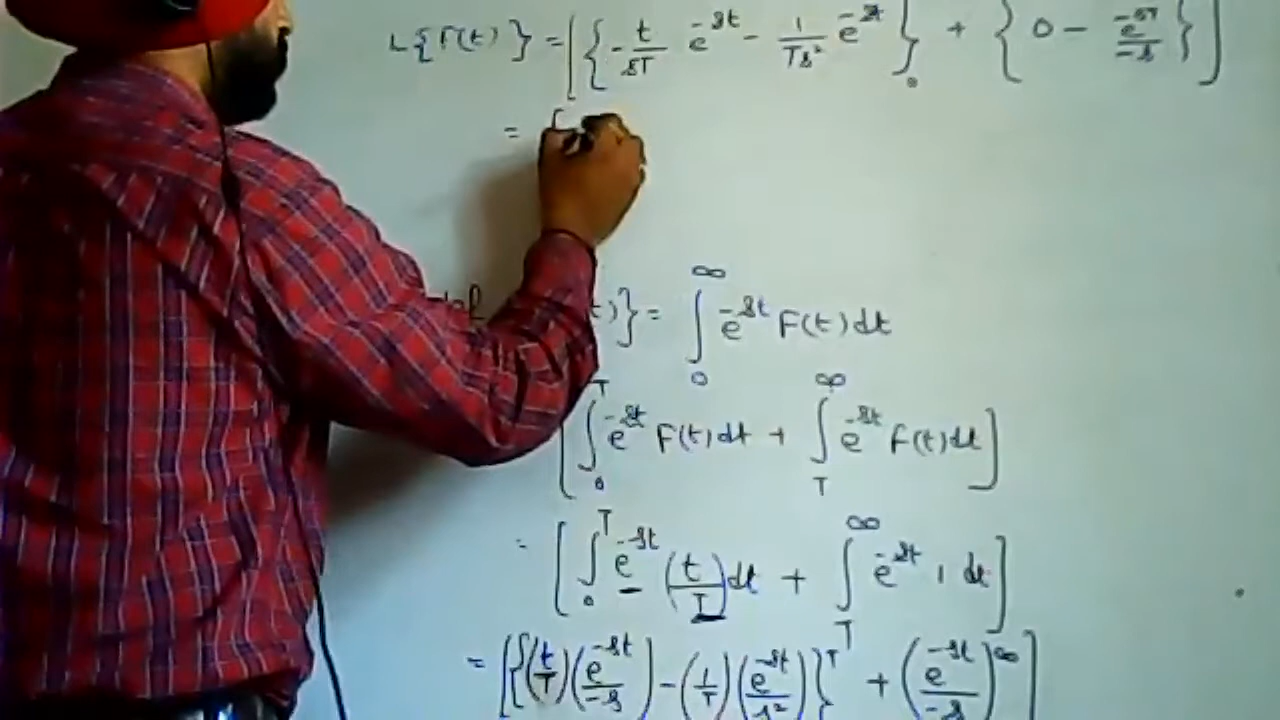 L{F(t)} = [{-t/sT e^-st - 1/Ts² e^-st}₀ + {0 - e^-sT/-s}]
= [
t)} = ∫₀^∞ e^-st F(t) dt
[∫₀^T e^-st F(t) dt + ∫_T^∞ e^-st F(t) dt]
= [∫₀^T e^-st (t/T) dt + ∫_T^∞ e^-st 1 dt]
= [{(t/T)(e^-st/-s) - (1/T)(e^-st/s²)}^T + (e^-st/-s)_T^∞]